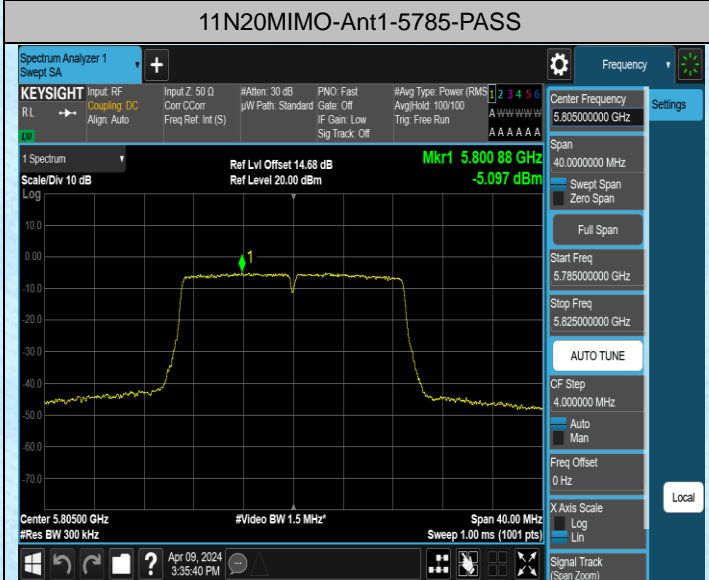 11N20MIMO-Ant1-5785-PASS
Spectrum Analyzer 1
Swept SA
+
Frequency
KEYSIGHT
RL
LXI
Input: RF
Coupling: DC
Align: Auto
Input Z: 50 Ω
Corr CCorr
Freq Ref: Int (S)
#Atten: 30 dB
µW Path: Standard
PNO: Fast
Gate: Off
IF Gain: Low
Sig Track: Off
#Avg Type: Power (RMS
Avg|Hold: 100/100
Trig: Free Run
1 2 3 4 5 6
A W W W W W
A A A A A A
1 Spectrum
Scale/Div 10 dB
Log
Ref Lvl Offset 14.68 dB
Ref Level 20.00 dBm
Mkr1 5.800 88 GHz
-5.097 dBm
10.0
0.00
-10.0
-20.0
-30.0
-40.0
-50.0
-60.0
-70.0
1
Center 5.80500 GHz
#Res BW 300 kHz
#Video BW 1.5 MHz*
Span 40.00 MHz
Sweep 1.00 ms (1001 pts)
?
Apr 09, 2024
3:35:40 PM
Center Frequency
5.805000000 GHz
Span
40.0000000 MHz
Swept Span
Zero Span
Full Span
Start Freq
5.785000000 GHz
Stop Freq
5.825000000 GHz
AUTO TUNE
CF Step
4.000000 MHz
Auto
Man
Freq Offset
0 Hz
X Axis Scale
Log
Lin
Signal Track
(Span Zoom)
Settings
Local